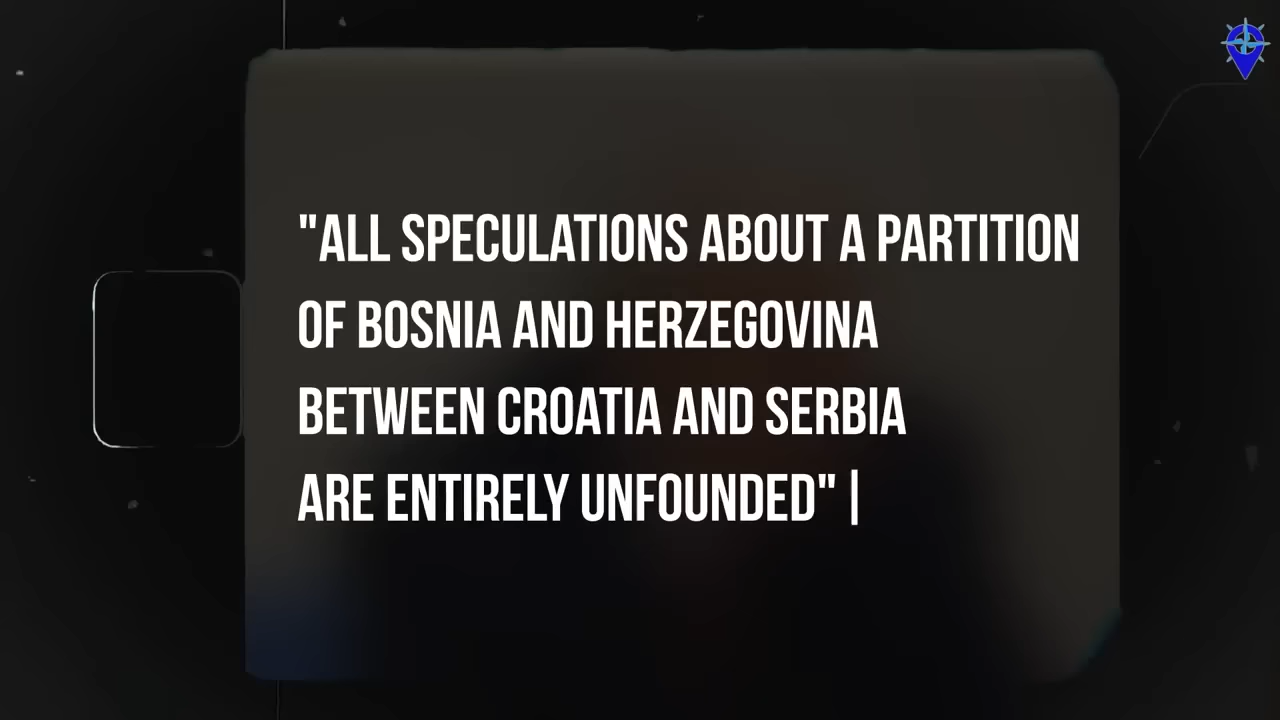 "ALL SPECULATIONS ABOUT A PARTITION
OF BOSNIA AND HERZEGOVINA
BETWEEN CROATIA AND SERBIA
ARE ENTIRELY UNFOUNDED" |